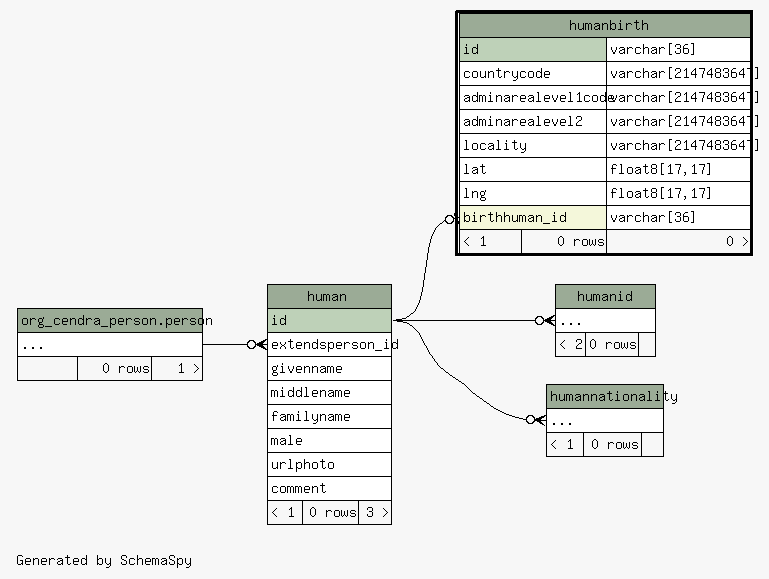 humanbirth
id varchar[36]
countrycode varchar[2147483647]
adminarealevel1code varchar[2147483647]
adminarealevel2 varchar[2147483647]
locality varchar[2147483647]
lat float8[17,17]
lng float8[17,17]
birthhuman_id varchar[36]
< 1 0 rows 0 >
human
id
extendsperson_id
givenname
middlename
familyname
male
urlphoto
comment
< 1 0 rows 3 >
org_cendra_person.person
...
0 rows 1 >
humanid
...
< 2 0 rows
humannationality
...
< 1 0 rows
Generated by SchemaSpy